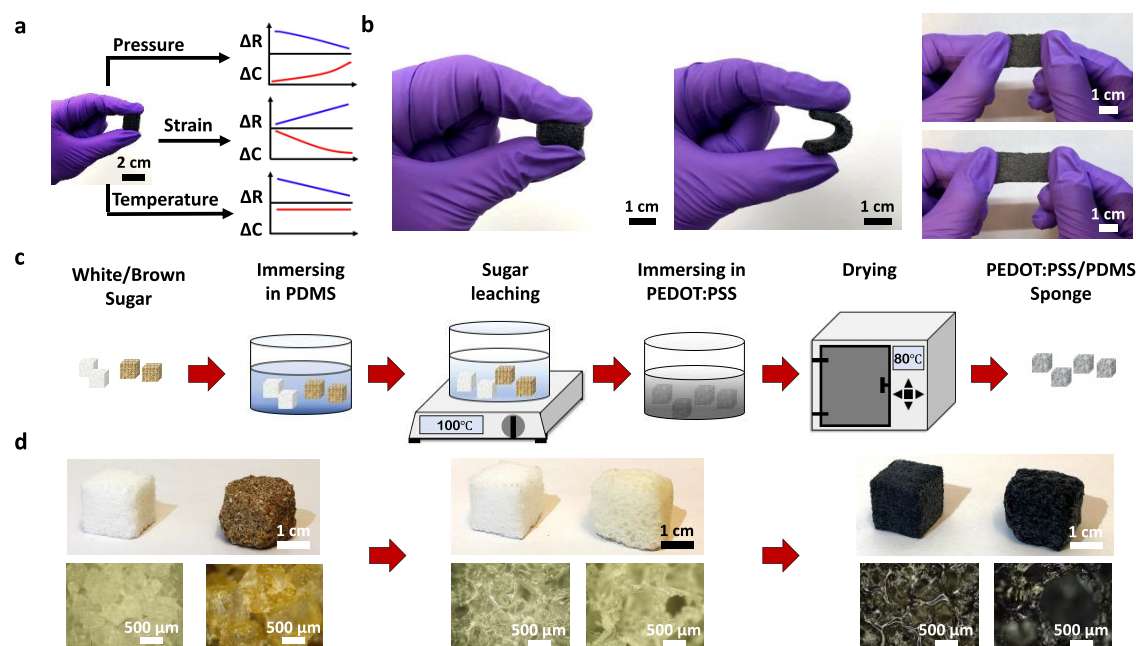 a
Pressure
ΔR
ΔC
Strain
ΔR
ΔC
2 cm
Temperature
ΔR
ΔC
b
1 cm
1 cm
1 cm
1 cm
c
White/Brown
Sugar
Immersing
in PDMS
Sugar
leaching
100℃
Immersing in
PEDOT:PSS
Drying
80℃
PEDOT:PSS/PDMS
Sponge
d
1 cm
1 cm
1 cm
500 µm
500 µm
500 µm
500 µm
500 µm
500 µm